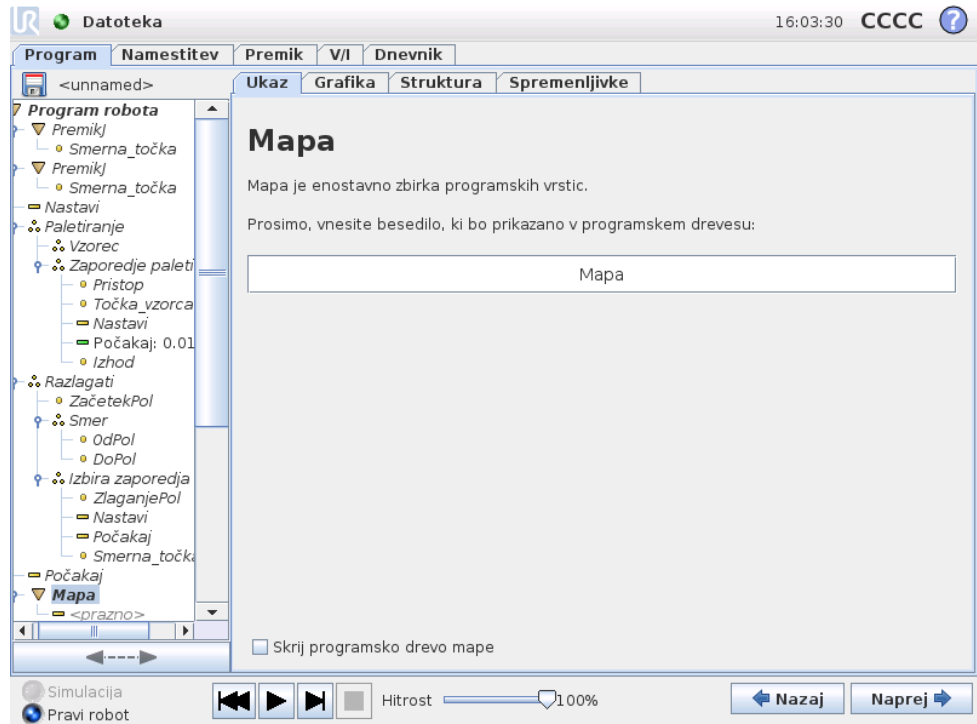 UR Datoteka 16:03:30 CCCC ?
Program Namestitev Premik V/I Dnevnik
<unnamed>
Ukaz Grafika Struktura Spremenljivke
Program robota
PremikJ
Smerna_točka
PremikJ
Smerna_točka
Nastavi
Paletiranje
Vzorec
Zaporedje paleti
Pristop
Točka_vzorca
Nastavi
Počakaj: 0.01
Izhod
Razlagati
ZačetekPol
Smer
OdPol
DoPol
Izbira zaporedja
ZlaganjePol
Nastavi
Počakaj
Smerna_točka
Počakaj
Mapa
<prazno>
Mapa
Mapa je enostavno zbirka programskih vrstic.
Prosimo, vnesite besedilo, ki bo prikazano v programskem drevesu:
Mapa
Skrij programsko drevo mape
Simulacija
Pravi robot
Hitrost 100%
Nazaj Naprej